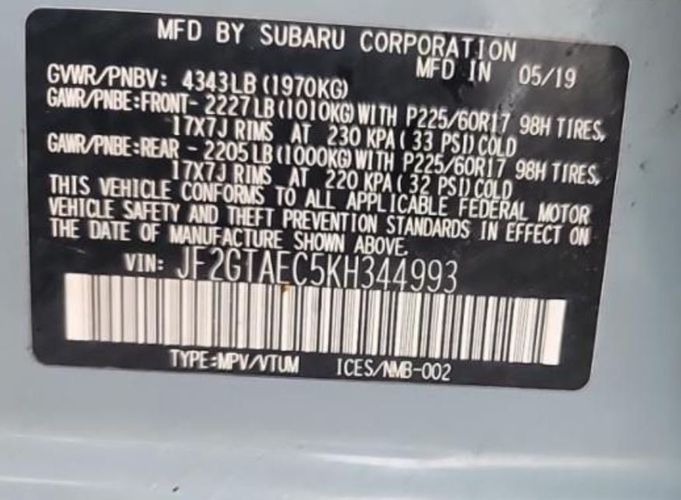 MFD BY SUBARU CORPORATION
MFD IN 05/19
GVWR/PNBV: 4343LB (1970KG)
GAWR/PNBE:FRONT- 2227LB(1010KG)WITH P225/60R17 98H TIRES,
17X7J RIMS AT 230 KPA( 33 PSI)COLD
GAWR/PNBE:REAR - 2205LB(1000KG)WITH P225/60R17 98H TIRES,
17X7J RIMS AT 220 KPA( 32 PSI)COLD
THIS VEHICLE CONFORMS TO ALL APPLICABLE FEDERAL MOTOR
VEHICLE SAFETY AND THEFT PREVENTION STANDARDS IN EFFECT ON
THE DATE OF MANUFACTURE SHOWN ABOVE.
VIN: JF2GTAEC5KH344993
TYPE:MPV/VTUM ICES/NMB-002